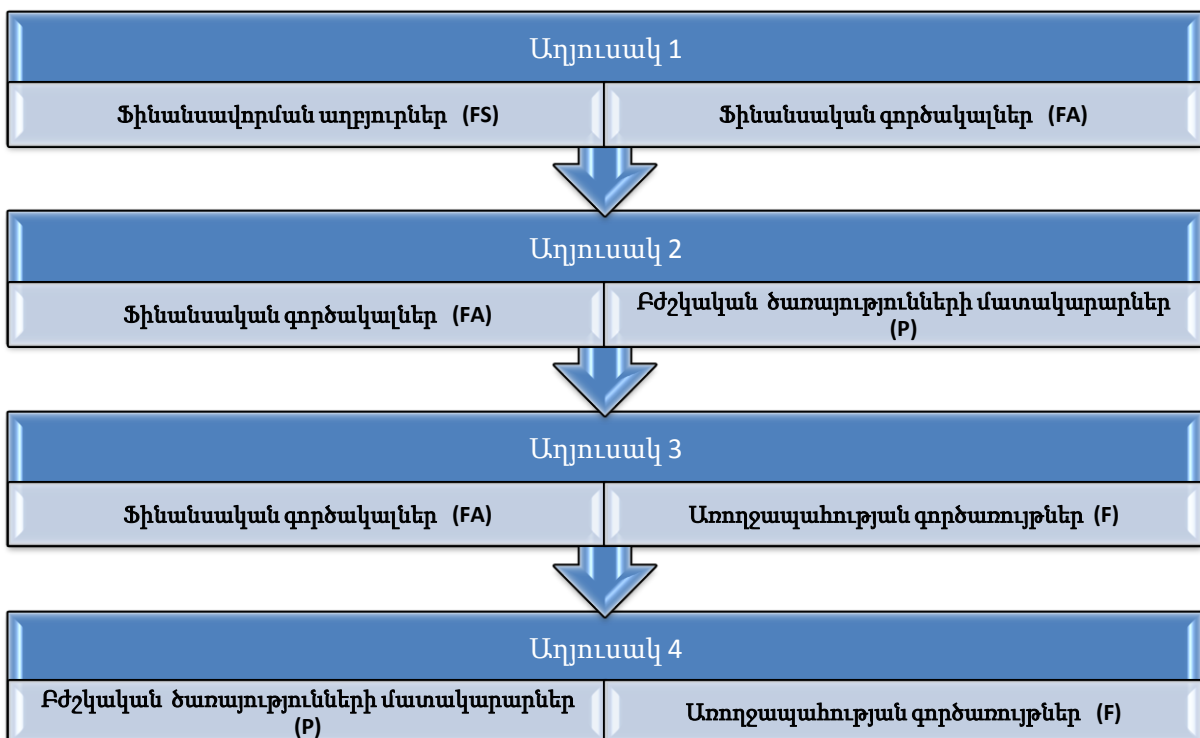 Աղյուսակ 1
Ֆինանսավորման աղբյուրներ (FS)
Ֆինանսական գործակալներ (FA)
Աղյուսակ 2
Ֆինանսական գործակալներ (FA)
Բժշկական ծառայությունների մատակարարներ
(P)
Աղյուսակ 3
Ֆինանսական գործակալներ (FA)
Առողջապահության գործառույթներ (F)
Աղյուսակ 4
Բժշկական ծառայությունների մատակարարներ
(P)
Առողջապահության գործառույթներ (F)